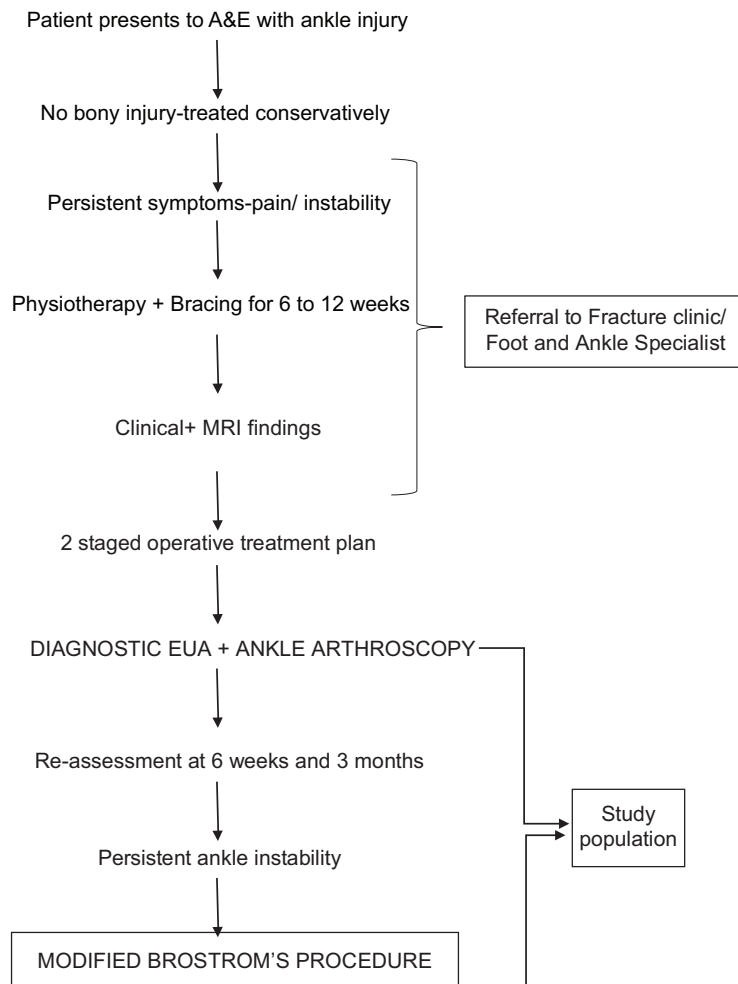 Patient presents to A&E with ankle injury
No bony injury-treated conservatively
Persistent symptoms-pain/ instability
Physiotherapy + Bracing for 6 to 12 weeks
Referral to Fracture clinic/
Foot and Ankle Specialist
Clinical+ MRI findings
2 staged operative treatment plan
DIAGNOSTIC EUA + ANKLE ARTHROSCOPY
Re-assessment at 6 weeks and 3 months
Study
population
Persistent ankle instability
MODIFIED BROSTROM’S PROCEDURE